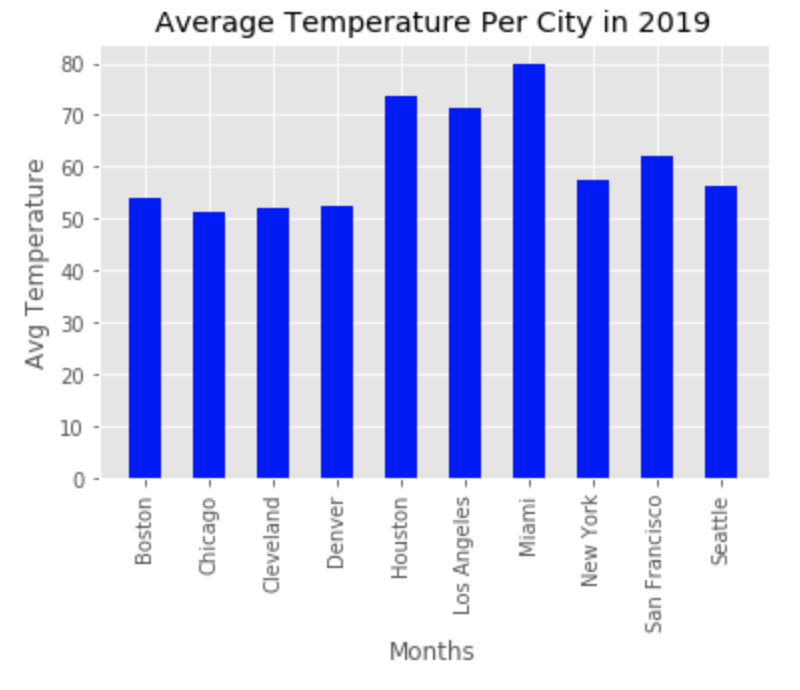 Average Temperature Per City in 2019
Avg Temperature
80
70
60
50
40
30
20
10
0
Boston
Chicago
Cleveland
Denver
Houston
Los Angeles
Miami
New York
San Francisco
Seattle
Months